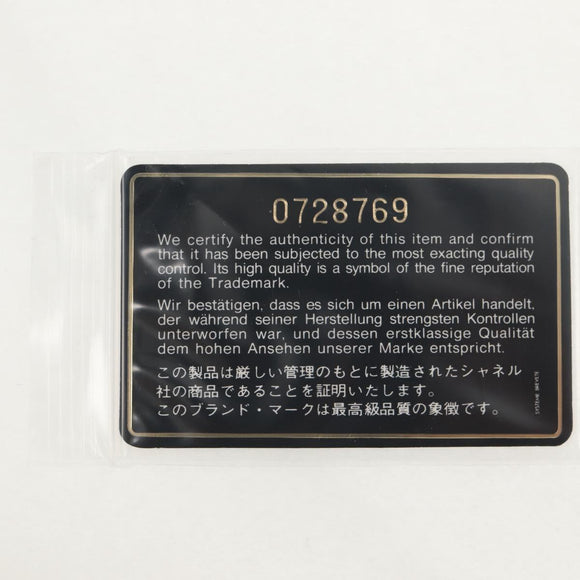 0728769
We certify the authenticity of this item and confirm
that it has been subjected to the most exacting quality
control. Its high quality is a symbol of the fine reputation
of the Trademark.
Wir bestätigen, dass es sich um einen Artikel handelt,
der während seiner Herstellung strengsten Kontrollen
unterworfen war, und dessen erstklassige Qualität
dem hohen Ansehen unserer Marke entspricht.
この製品は厳しい管理のもとに製造されたシャネル
社の商品であることを証明いたします。
このブランド・マークは最高級品質の象徴です。
SYSTEME BREVETE